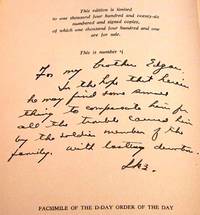 This edition is limited
to one thousand four hundred and twenty-six
numbered and signed copies,
of which one thousand four hundred and one
are for sale.
This is number
For my brother Edgar
In the hope that herein
he may find some small
thing to compensate him for
all the trouble caused him
by the soldier member of the
family. With lasting devotion
FACSIMILE OF THE D-DAY ORDER OF THE DAY